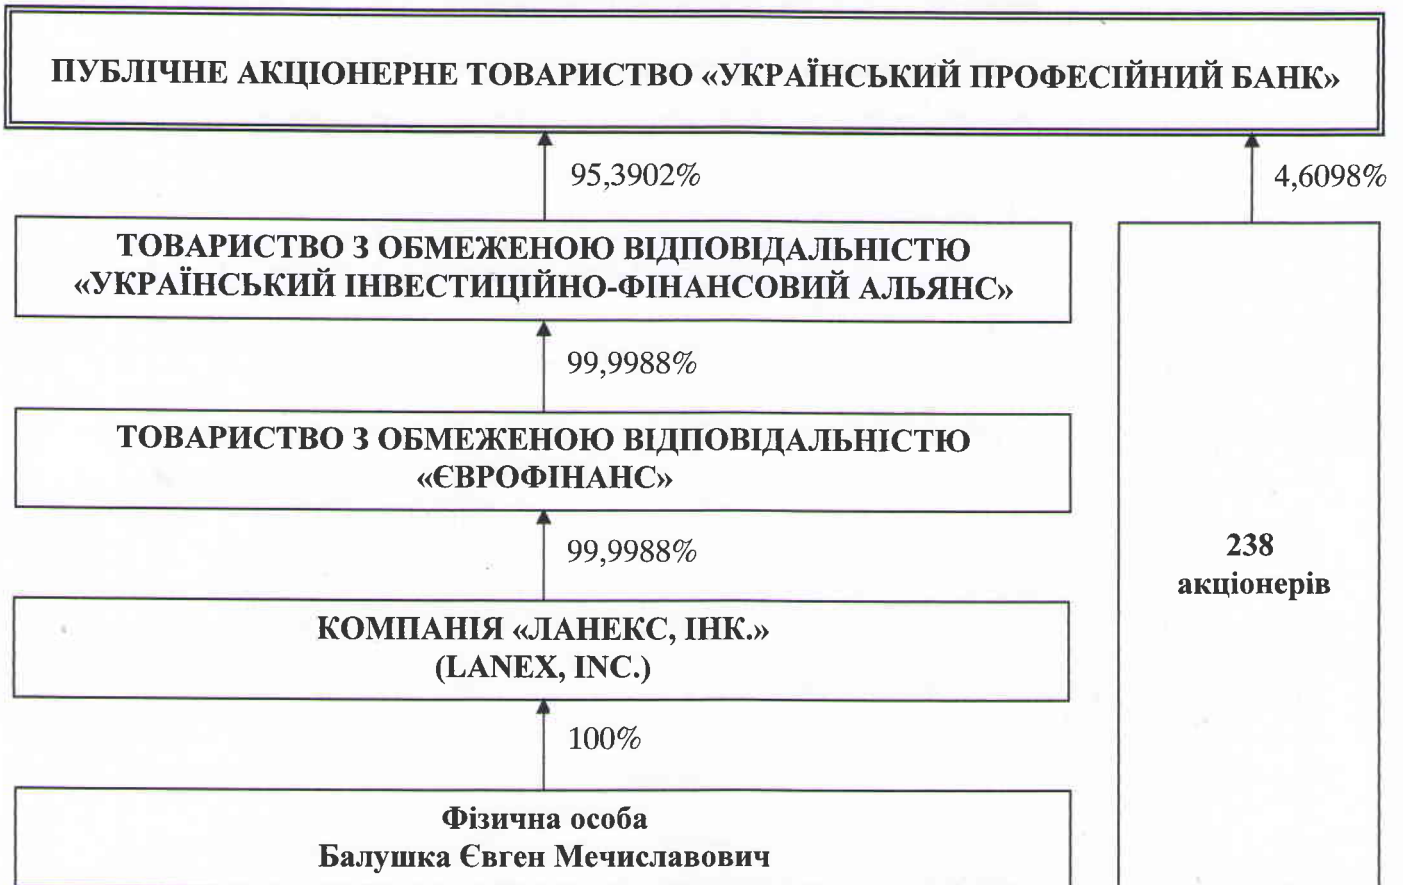 ПУБЛІЧНЕ АКЦІОНЕРНЕ ТОВАРИСТВО «УКРАЇНСЬКИЙ ПРОФЕСІЙНИЙ БАНК»
95,3902%
4,6098%
ТОВАРИСТВО З ОБМЕЖЕНОЮ ВІДПОВІДАЛЬНІСТЮ
«УКРАЇНСЬКИЙ ІНВЕСТИЦІЙНО-ФІНАНСОВИЙ АЛЬЯНС»
99,9988%
ТОВАРИСТВО З ОБМЕЖЕНОЮ ВІДПОВІДАЛЬНІСТЮ
«ЄВРОФІНАНС»
99,9988%
КОМПАНІЯ «ЛАНЕКС, ІНК.»
(LANEX, INC.)
100%
Фізична особа
Балушка Євген Мечиславович
238
акціонерів